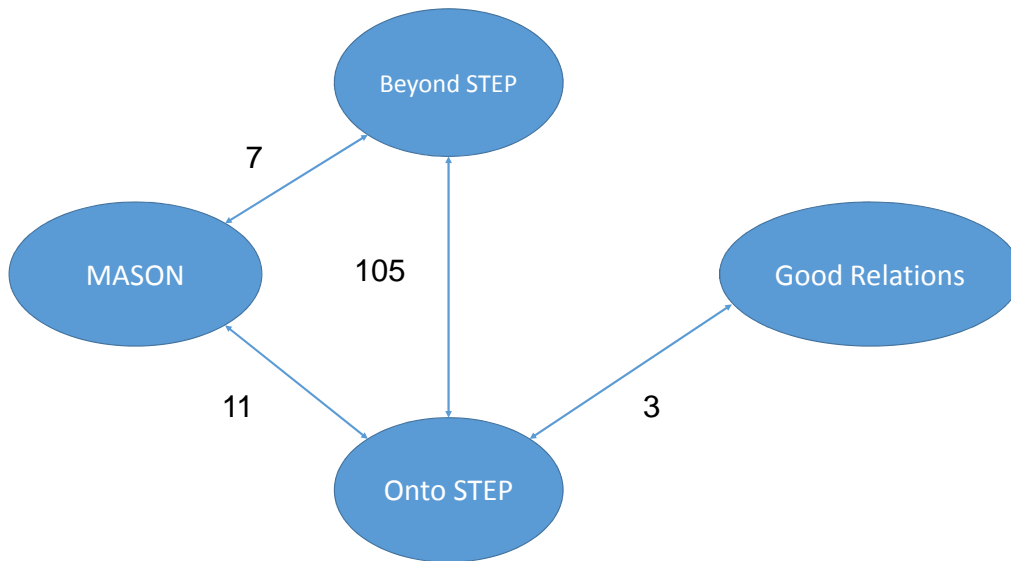 Beyond STEP
7
MASON
105
Good Relations
11
3
Onto STEP